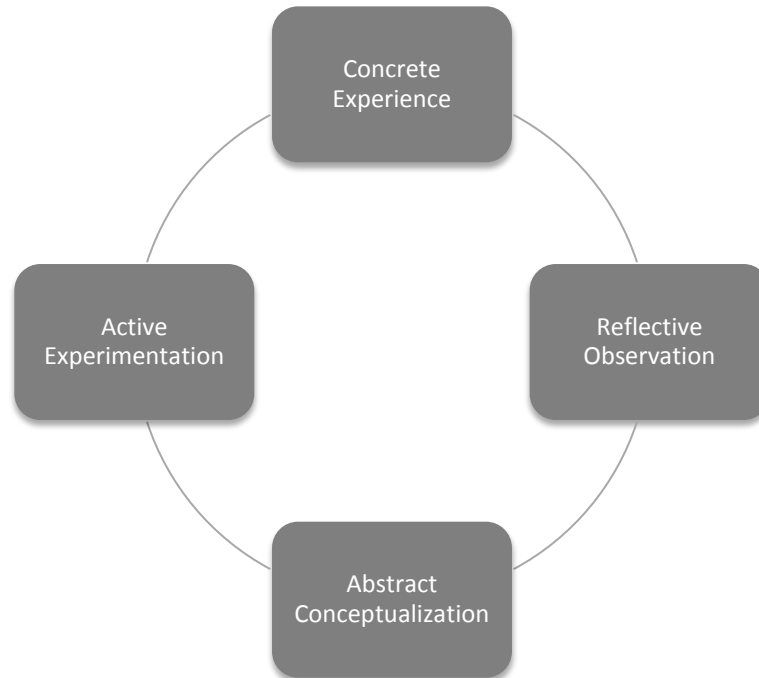 Concrete
Experience
Reflective
Observation
Abstract
Conceptualization
Active
Experimentation